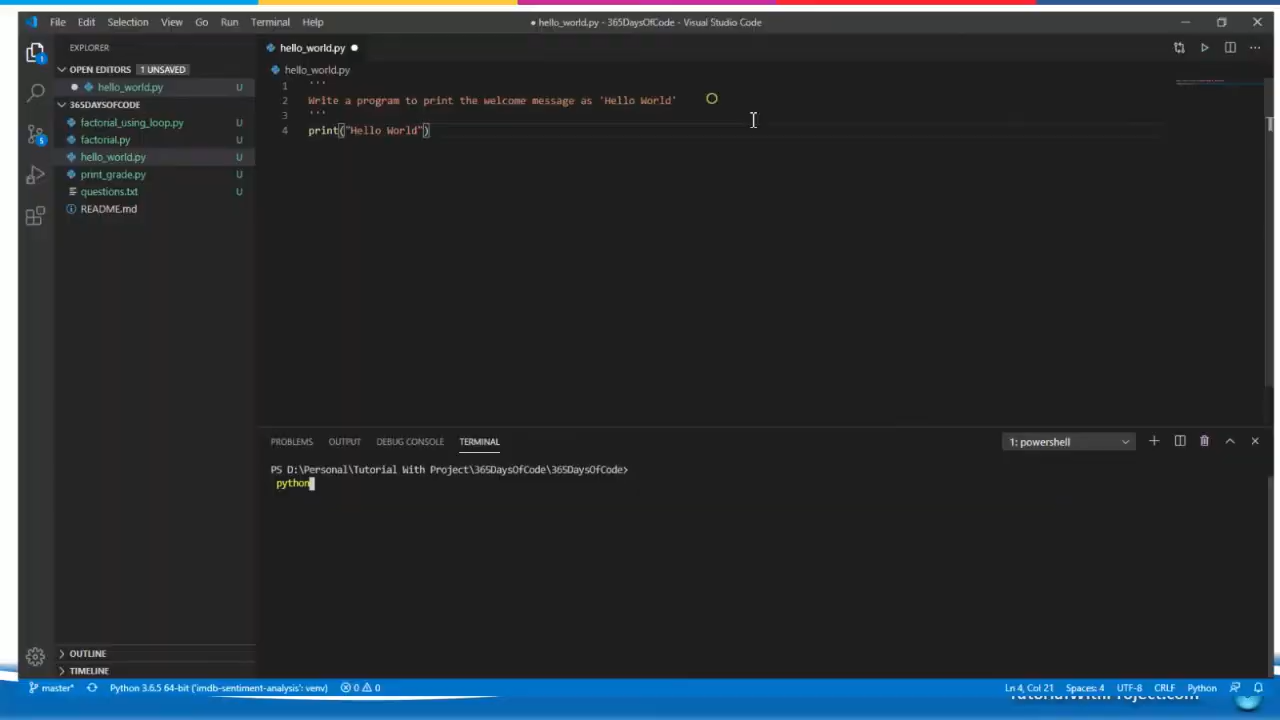 File Edit Selection View Go Run Terminal Help
● hello_world.py - 365DaysOfCode - Visual Studio Code
EXPLORER
OPEN EDITORS 1 UNSAVED
hello_world.py U
365DAYSOFCODE
factorial_using_loop.py U
factorial.py U
hello_world.py U
print_grade.py U
questions.txt U
README.md
OUTLINE
TIMELINE
hello_world.py
hello_world.py
1 '''
2 Write a program to print the welcome message as 'Hello World'
3 '''
4 print("Hello World")
PROBLEMS OUTPUT DEBUG CONSOLE TERMINAL
1: powershell
PS D:\Personal\Tutorial With Project\365DaysOfCode\365DaysOfCode>
python
master* Python 3.6.5 64-bit ('imdb-sentiment-analysis': venv) 0 0
Ln 4, Col 21 Spaces: 4 UTF-8 CRLF Python
TutorialWithProject.com